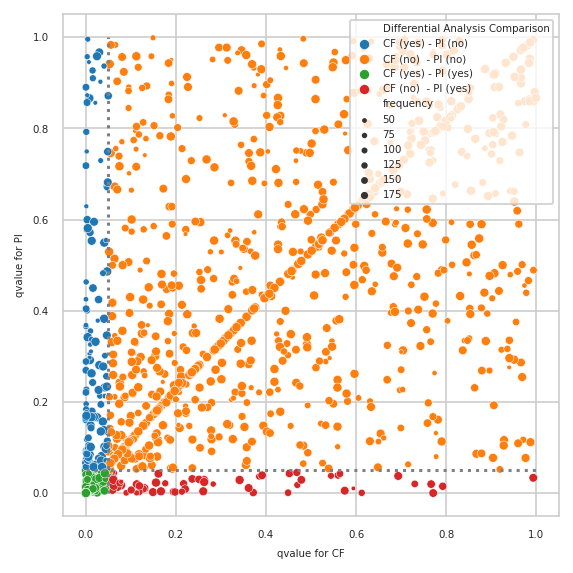 Differential Analysis Comparison
CF (yes) - PI (no)
CF (no)  - PI (no)
CF (yes) - PI (yes)
CF (no)  - PI (yes)
frequency
50
75
100
125
150
175
1.0
0.8
0.6
0.4
0.2
0.0
qvalue for PI
0.0 0.2 0.4 0.6 0.8 1.0
qvalue for CF